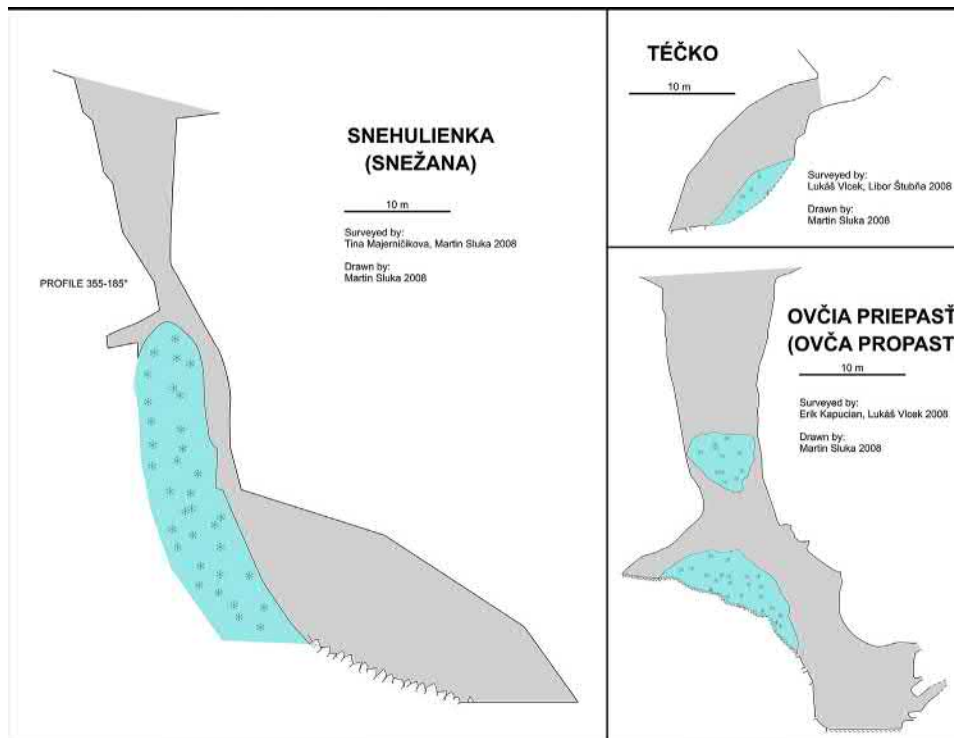 SNEHULIENKA
(SNEŽANA)
10 m
Surveyed by:
Tina Majerničikova, Martin Sluka 2008
Drawn by:
Martin Sluka 2008
PROFILE 355-185°
TÉČKO
10 m
Surveyed by:
Lukáš Vlcek, Libor Štubňa 2008
Drawn by:
Martin Sluka 2008
OVČIA PRIEPASŤ
(OVČA PROPAST
10 m
Surveyed by:
Erik Kapucian, Lukáš Vlcek 2008
Drawn by:
Martin Sluka 2008